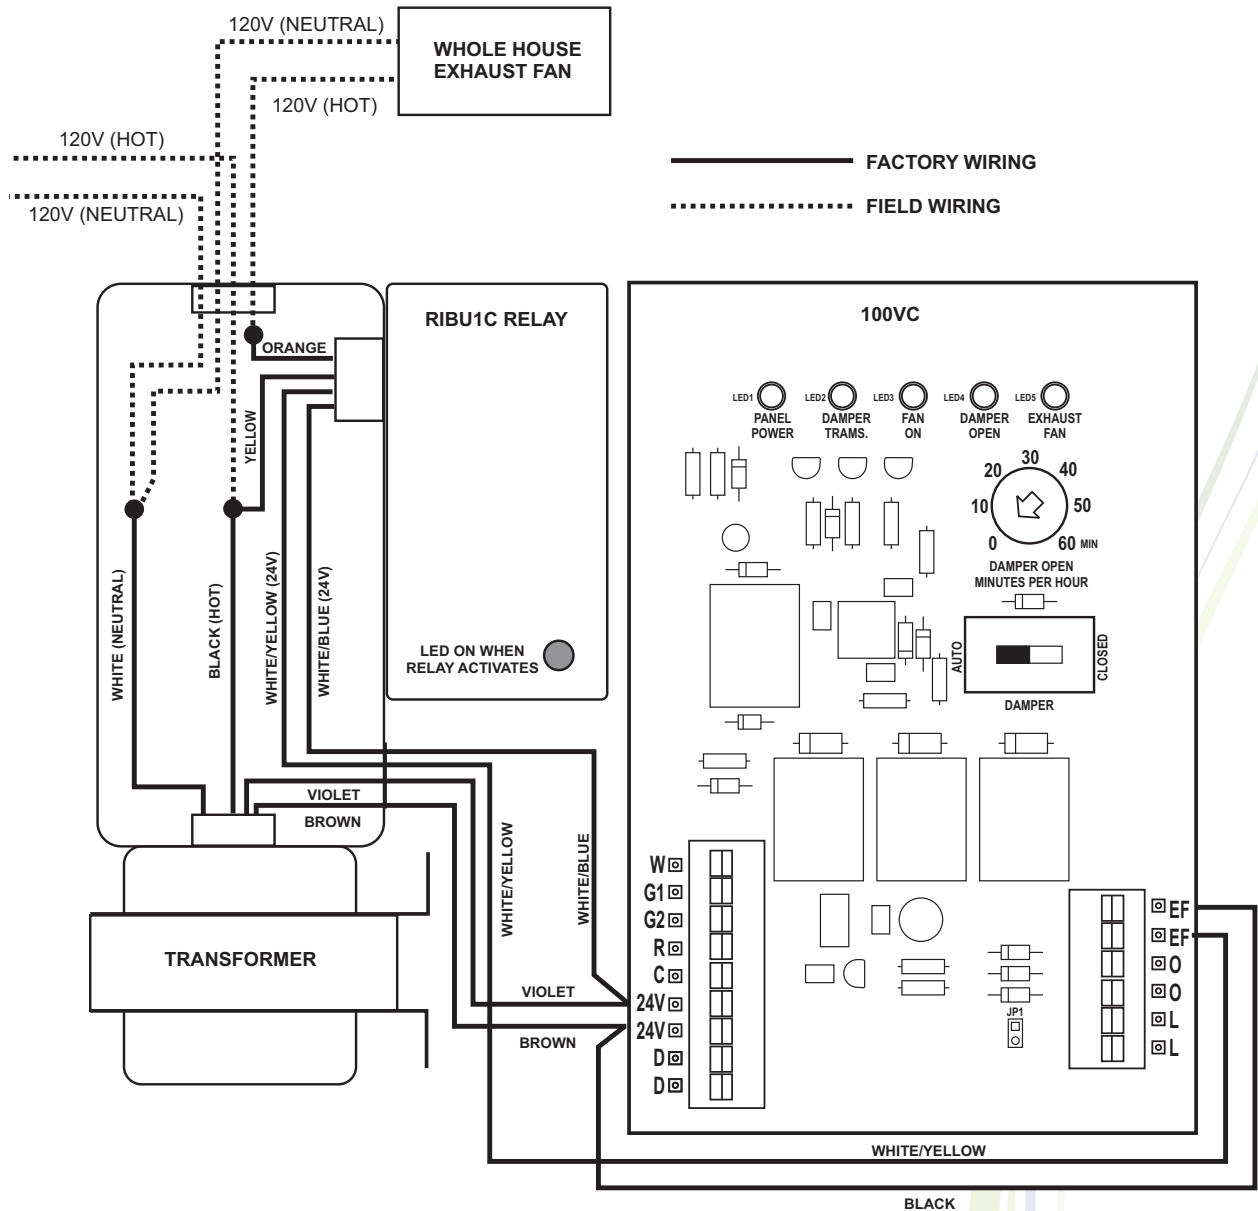 120V (NEUTRAL)
WHOLE HOUSE
EXHAUST FAN
120V (HOT)
120V (HOT)
120V (NEUTRAL)
FACTORY WIRING
FIELD WIRING
ORANGE
YELLOW
WHITE (NEUTRAL)
BLACK (HOT)
WHITE/YELLOW (24V)
WHITE/BLUE (24V)
RIBU1C RELAY
LED ON WHEN
RELAY ACTIVATES
VIOLET
BROWN
TRANSFORMER
WHITE/YELLOW
WHITE/BLUE
VIOLET
BROWN
100VC
LED1
PANEL
POWER
LED2
DAMPER
TRAMS.
LED3
FAN
ON
LED4
DAMPER
OPEN
LED5
EXHAUST
FAN
0
10
20
30
40
50
60 MIN
DAMPER OPEN
MINUTES PER HOUR
AUTO
CLOSED
DAMPER
W
G1
G2
R
C
24V
24V
D
D
JP1
EF
EF
O
O
L
L
WHITE/YELLOW
BLACK